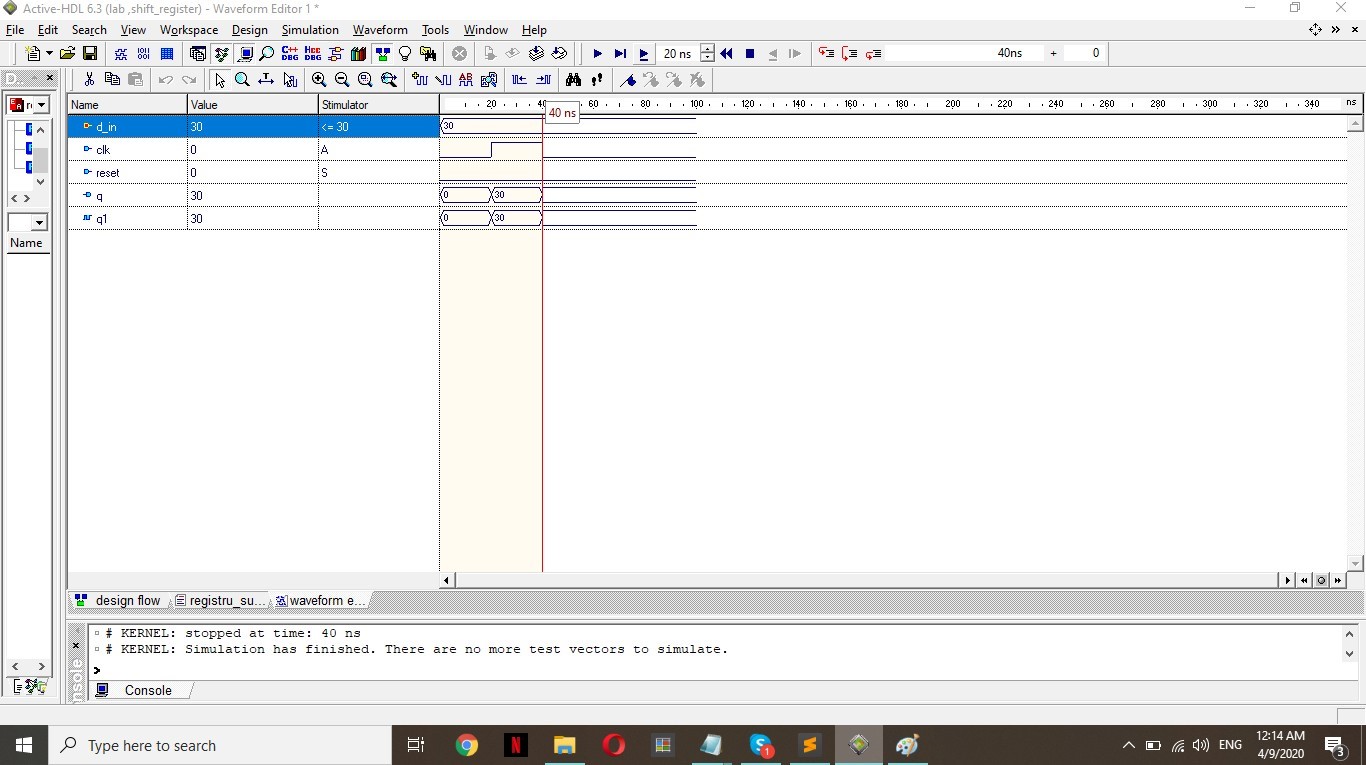 Active-HDL 6.3 (lab ,shift_register) - Waveform Editor 1 *
File Edit Search View Workspace Design Simulation Waveform Tools Window Help
20 ns 40ns + 0
D...
Name Value Stimulator 20 40 60 80 100 120 140 160 180 200 220 240 260 280 300 320 340 ns
40 ns
d_in 30 <= 30 30
clk 0 A
reset 0 S
q 30 0 30
q1 30 0 30
Name
design flow registru_su... waveform e...
# KERNEL: stopped at time: 40 ns
# KERNEL: Simulation has finished. There are no more test vectors to simulate.
>
Console
Type here to search
ENG
12:14 AM
4/9/2020